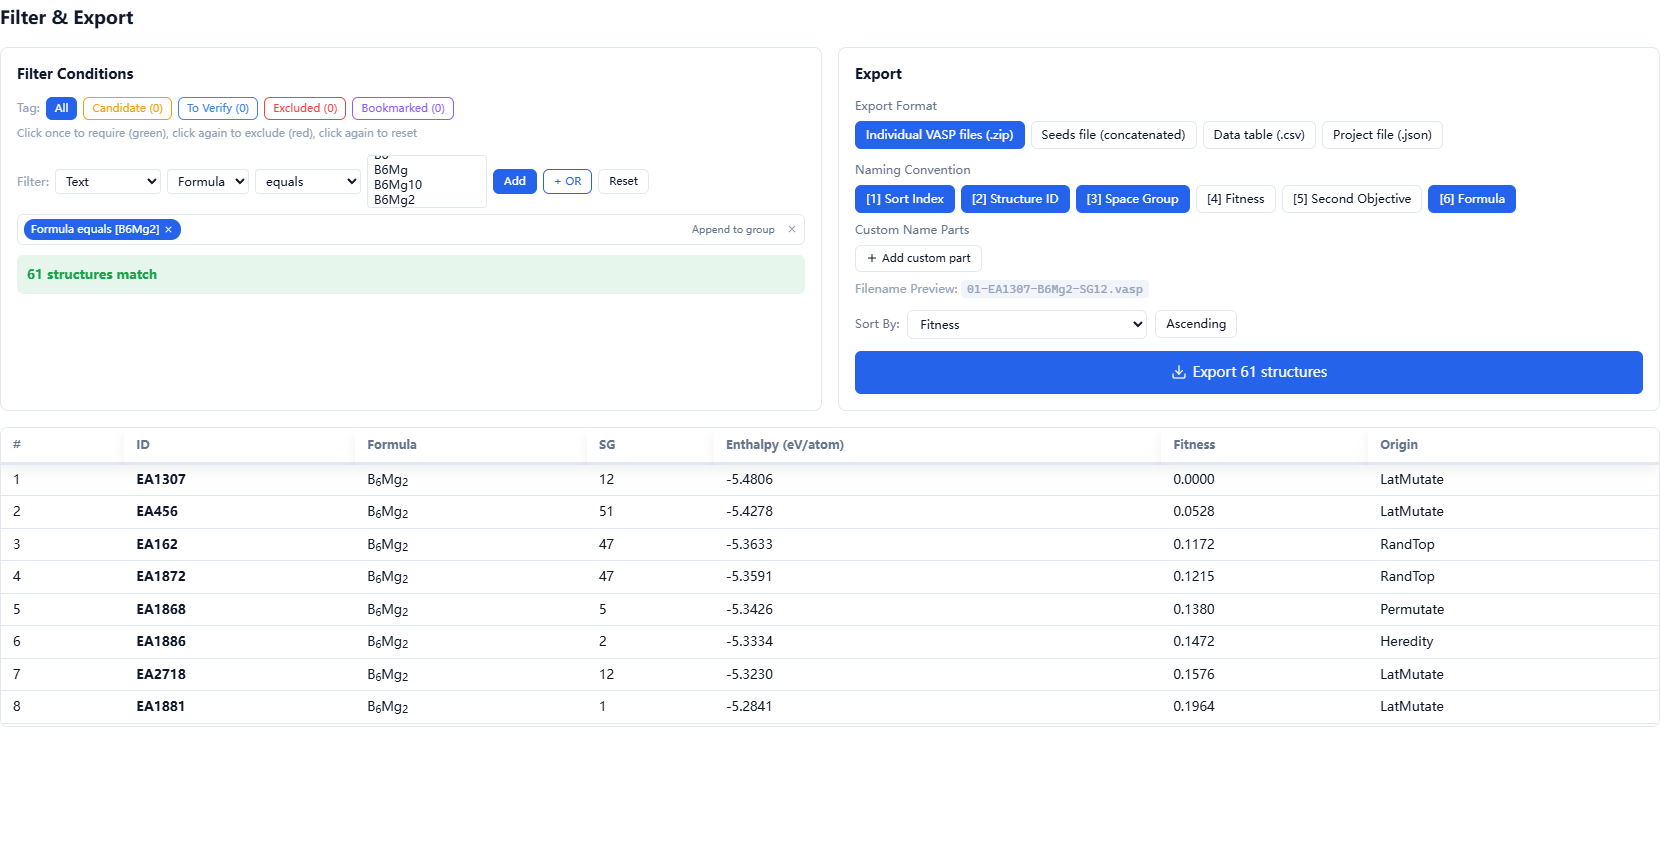 Filter & Export
Filter Conditions
Tag: All Candidate (0) To Verify (0) Excluded (0) Bookmarked (0)
Click once to require (green), click again to exclude (red), click again to reset
B6
B6Mg
B6Mg10
B6Mg2
Filter: Text Formula equals Add + OR Reset
Formula equals [B6Mg2] × Append to group ×
61 structures match
Export
Export Format
Individual VASP files (.zip) Seeds file (concatenated) Data table (.csv) Project file (.json)
Naming Convention
[1] Sort Index [2] Structure ID [3] Space Group [4] Fitness [5] Second Objective [6] Formula
Custom Name Parts
+ Add custom part
Filename Preview: 01-EA1307-B6Mg2-SG12.vasp
Sort By: Fitness Ascending
Export 61 structures
# ID Formula SG Enthalpy (eV/atom) Fitness Origin
1 EA1307 B₆Mg₂ 12 -5.4806 0.0000 LatMutate
2 EA456 B₆Mg₂ 51 -5.4278 0.0528 LatMutate
3 EA162 B₆Mg₂ 47 -5.3633 0.1172 RandTop
4 EA1872 B₆Mg₂ 47 -5.3591 0.1215 RandTop
5 EA1868 B₆Mg₂ 5 -5.3426 0.1380 Permutate
6 EA1886 B₆Mg₂ 2 -5.3334 0.1472 Heredity
7 EA2718 B₆Mg₂ 12 -5.3230 0.1576 LatMutate
8 EA1881 B₆Mg₂ 1 -5.2841 0.1964 LatMutate